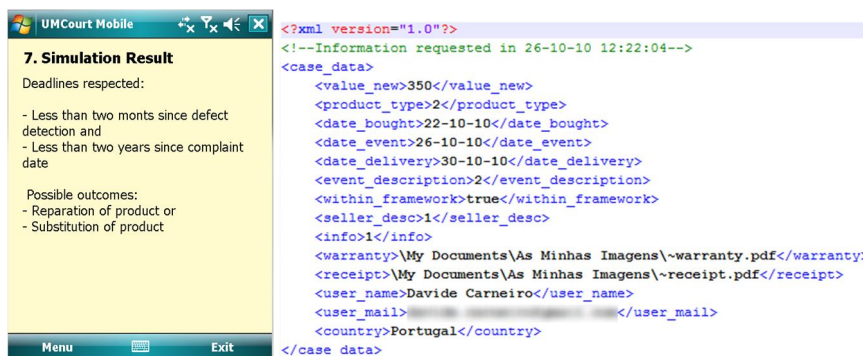 UMCourt Mobile
7. Simulation Result
Deadlines respected:
- Less than two monts since defect
detection and
- Less than two years since complaint
date
Possible outcomes:
- Reparation of product or
- Substitution of product
Menu Exit
<?xml version="1.0"?>
<!--Information requested in 26-10-10 12:22:04-->
<case_data>
<value_new>350</value_new>
<product_type>2</product_type>
<date_bought>22-10-10</date_bought>
<date_event>26-10-10</date_event>
<date_delivery>30-10-10</date_delivery>
<event_description>2</event_description>
<within_framework>true</within_framework>
<seller_desc>1</seller_desc>
<info>1</info>
<warranty>\My Documents\As Minhas Imagens\~warranty.pdf</warranty>
<receipt>\My Documents\As Minhas Imagens\~receipt.pdf</receipt>
<user_name>Davide Carneiro</user_name>
<user_mail></user_mail>
<country>Portugal</country>
</case_data>